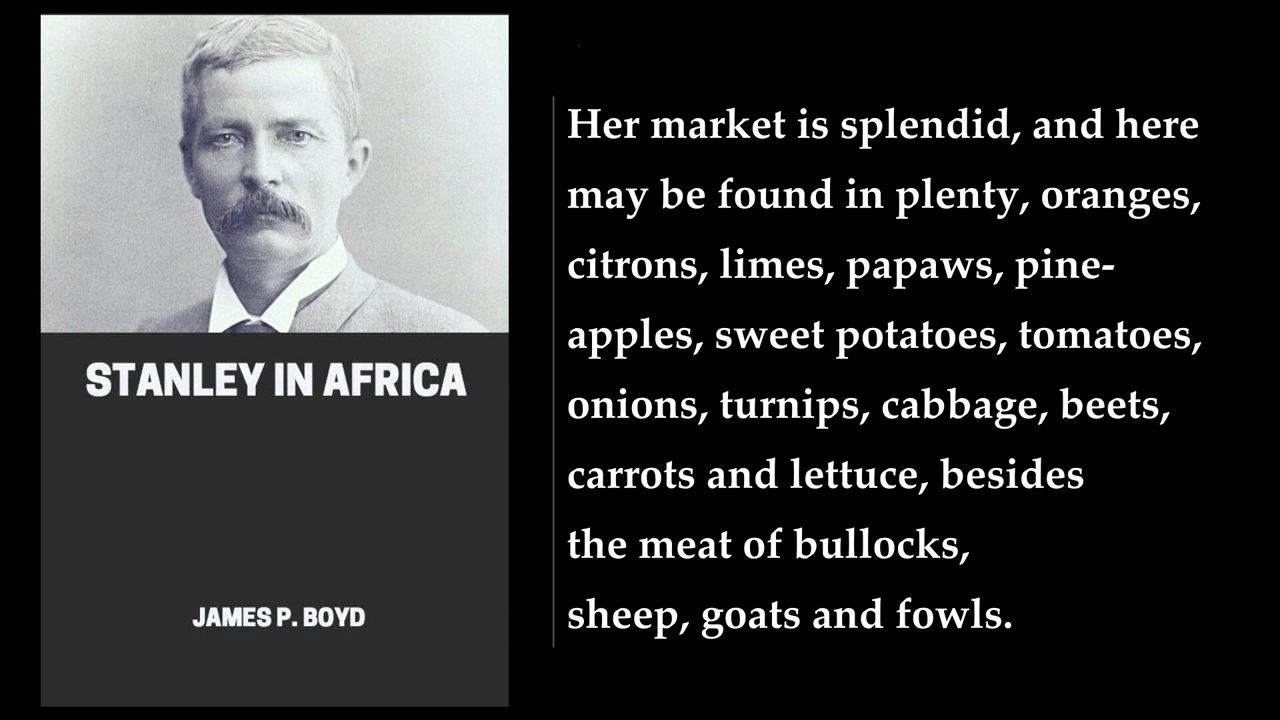 STANLEY IN AFRICA
JAMES P. BOYD
Her market is splendid, and here
may be found in plenty, oranges,
citrons, limes, papaws, pine-
apples, sweet potatoes, tomatoes,
onions, turnips, cabbage, beets,
carrots and lettuce, besides
the meat of bullocks,
sheep, goats and fowls.